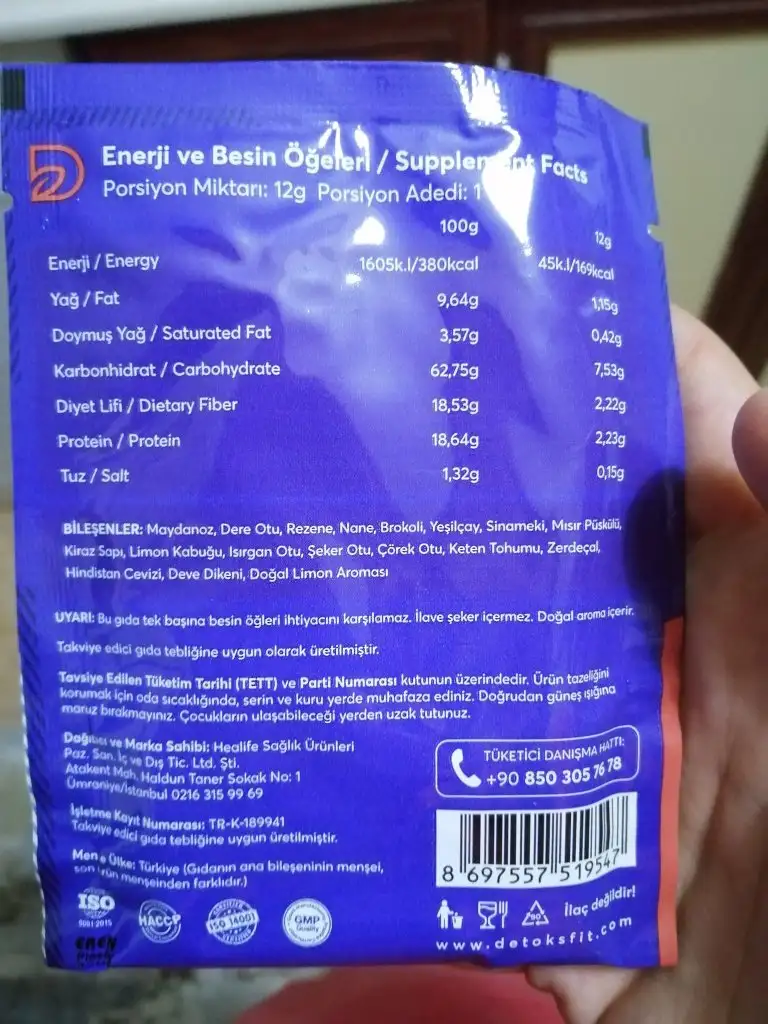 Enerji ve Besin Öğeleri / Supplement Facts
Porsiyon Miktarı: 12g Porsiyon Adedi: 1
100g 12g
Enerji / Energy 1605k.l/380kcal 45k.l/169kcal
Yağ / Fat 9,64g 1,15g
Doymuş Yağ / Saturated Fat 3,57g 0,42g
Karbonhidrat / Carbohydrate 62,75g 7,53g
Diyet Lifi / Dietary Fiber 18,53g 2,22g
Protein / Protein 18,64g 2,23g
Tuz / Salt 1,32g 0,15g
BİLEŞENLER: Maydanoz, Dere Otu, Rezene, Nane, Brokoli, Yeşilçay, Sinameki, Mısır Püskülü,
Kiraz Sapı, Limon Kabuğu, Isırgan Otu, Şeker Otu, Çörek Otu, Keten Tohumu, Zerdeçal,
Hindistan Cevizi, Deve Dikeni, Doğal Limon Aroması
UYARI: Bu gıda tek başına besin öğleri ihtiyacını karşılamaz. İlave şeker içermez. Doğal aroma içerir.
Takviye edici gıda tebliğine uygun olarak üretilmiştir.
Tavsiye Edilen Tüketim Tarihi (TETT) ve Parti Numarası kutunun üzerindedir. Ürün tazeliğini
korumak için oda sıcaklığında, serin ve kuru yerde muhafaza ediniz. Doğrudan güneş ışığına
maruz bırakmayınız. Çocukların ulaşabileceği yerden uzak tutunuz.
Dağıtıcı ve Marka Sahibi: Healife Sağlık Ürünleri
Paz. San. İç ve Dış Tic. Ltd. Şti.
Atakent Mah. Haldun Taner Sokak No: 1
Ümraniye/İstanbul 0216 315 99 69
TÜKETİCİ DANIŞMA HATTI:
+90 850 305 76 78
İşletme Kayıt Numarası: TR-K-189941
Takviye edici gıda tebliğine uygun üretilmiştir.
Menşe Ülke: Türkiye (Gıdanın ana bileşeninin menşei,
son ürün menşeinden farklıdır.)
8 697557 519547
ISO
9001:2015
HACCP
ISO 14001
GMP
Quality
İlaç değildir!
www.detoksfit.com